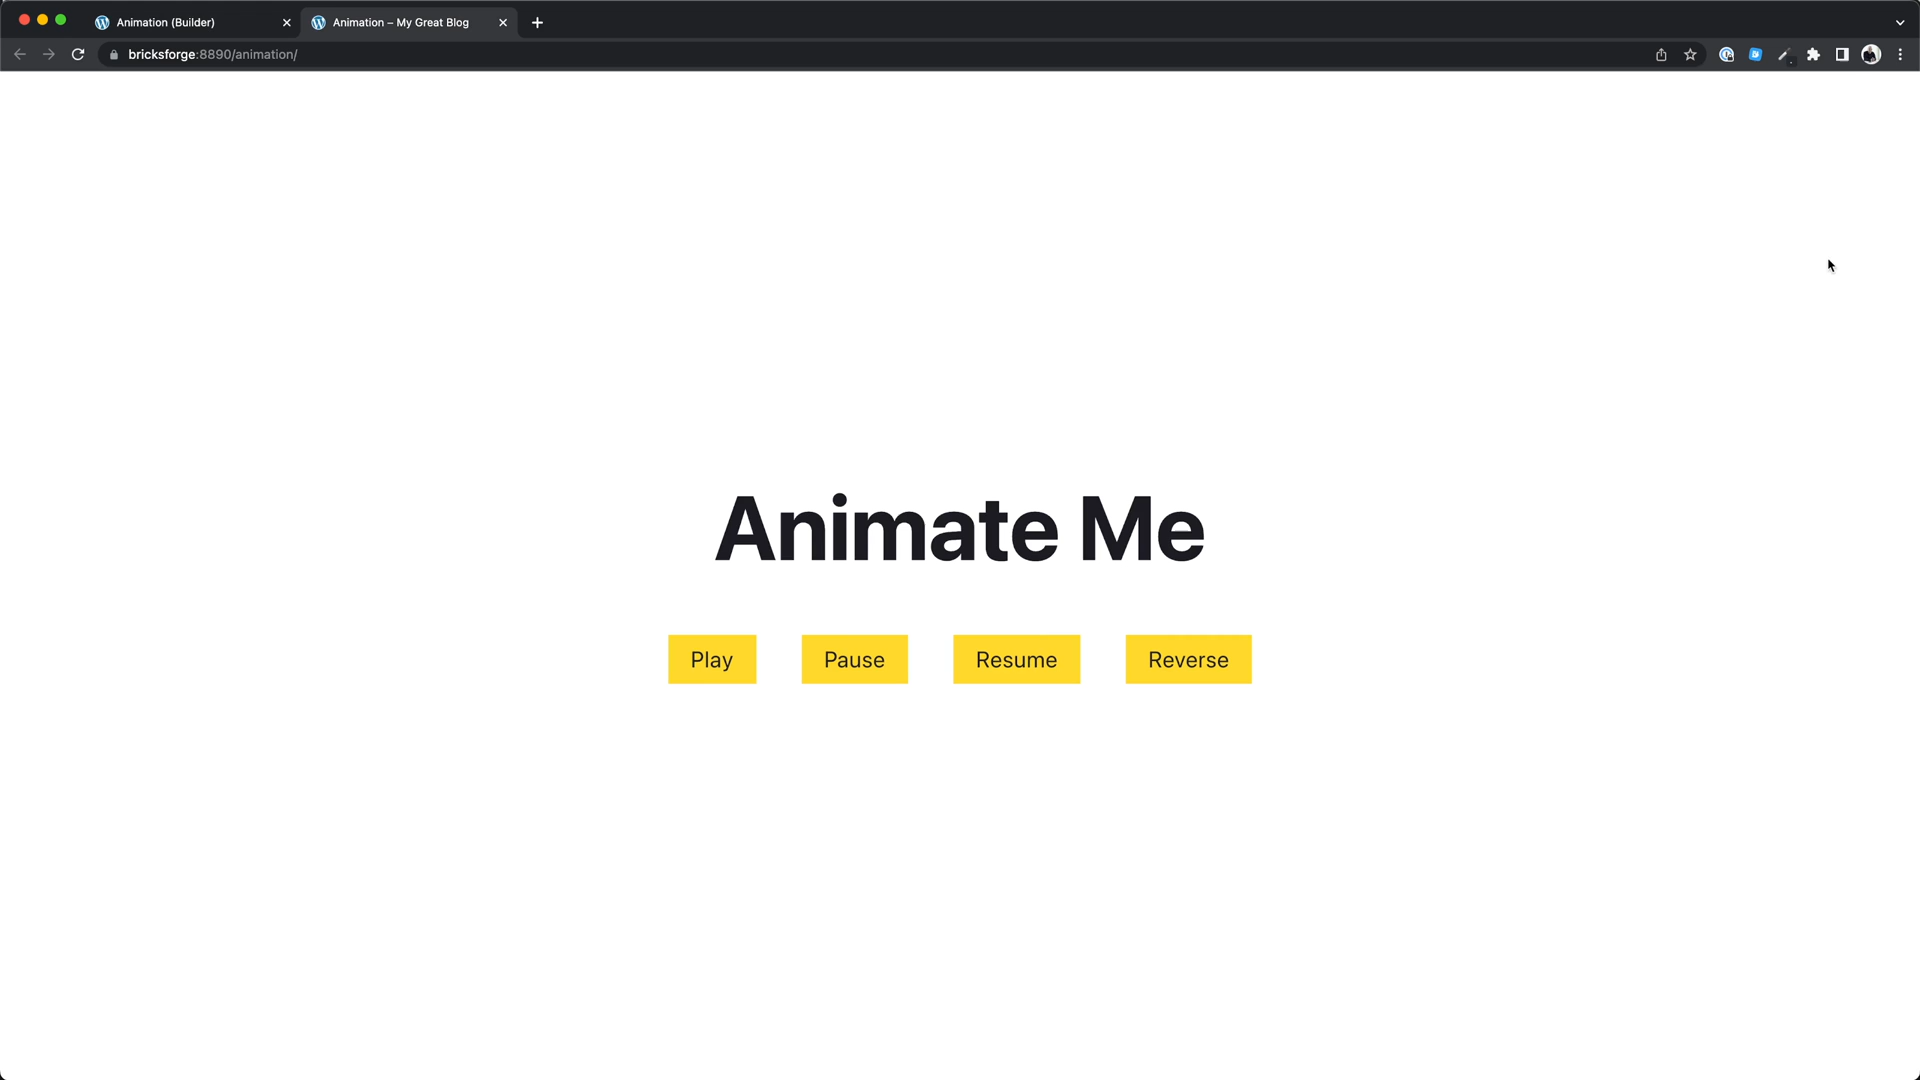 Animation (Builder)
Animation – My Great Blog
bricksforge:8890/animation/
Animate Me
Play
Pause
Resume
Reverse